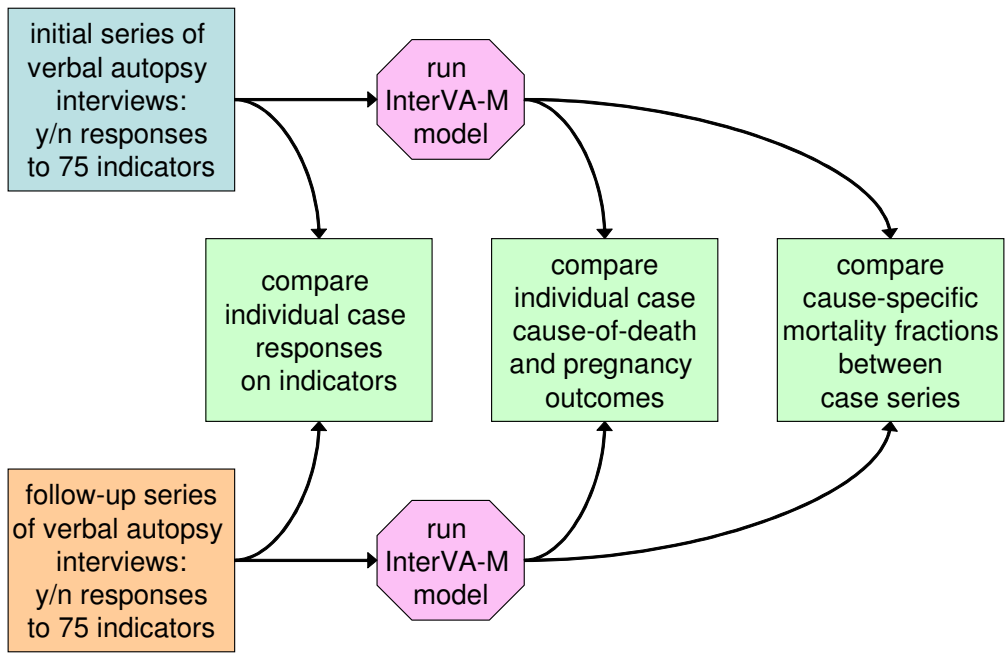 initial series of
verbal autopsy
interviews:
y/n responses
to 75 indicators
run
InterVA-M
model
compare
individual case
responses
on indicators
compare
individual case
cause-of-death
and pregnancy
outcomes
compare
cause-specific
mortality fractions
between
case series
follow-up series
of verbal autopsy
interviews:
y/n responses
to 75 indicators
run
InterVA-M
model